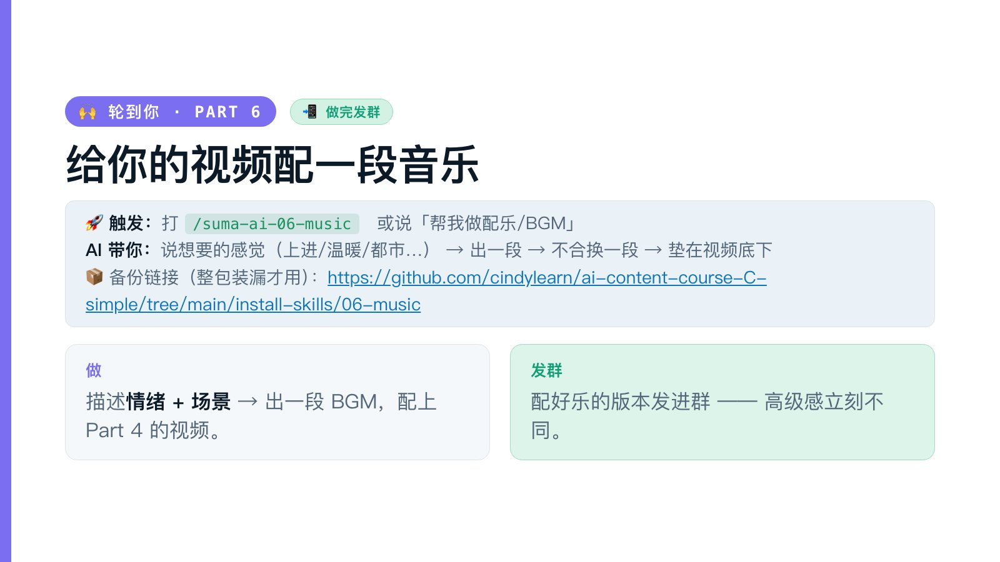 🙌 轮到你 · PART 6
📲 做完发群
给你的视频配一段音乐
🚀 触发：打 /suma-ai-06-music 或说「帮我做配乐/BGM」
AI 带你：说想要的感觉（上进/温暖/都市…） → 出一段 → 不合换一段 → 垫在视频底下
📦 备份链接（整包装漏才用）：https://github.com/cindylearn/ai-content-course-C-
simple/tree/main/install-skills/06-music
做
描述情绪 + 场景 → 出一段 BGM，配上
Part 4 的视频。
发群
配好乐的版本发进群 —— 高级感立刻不
同。